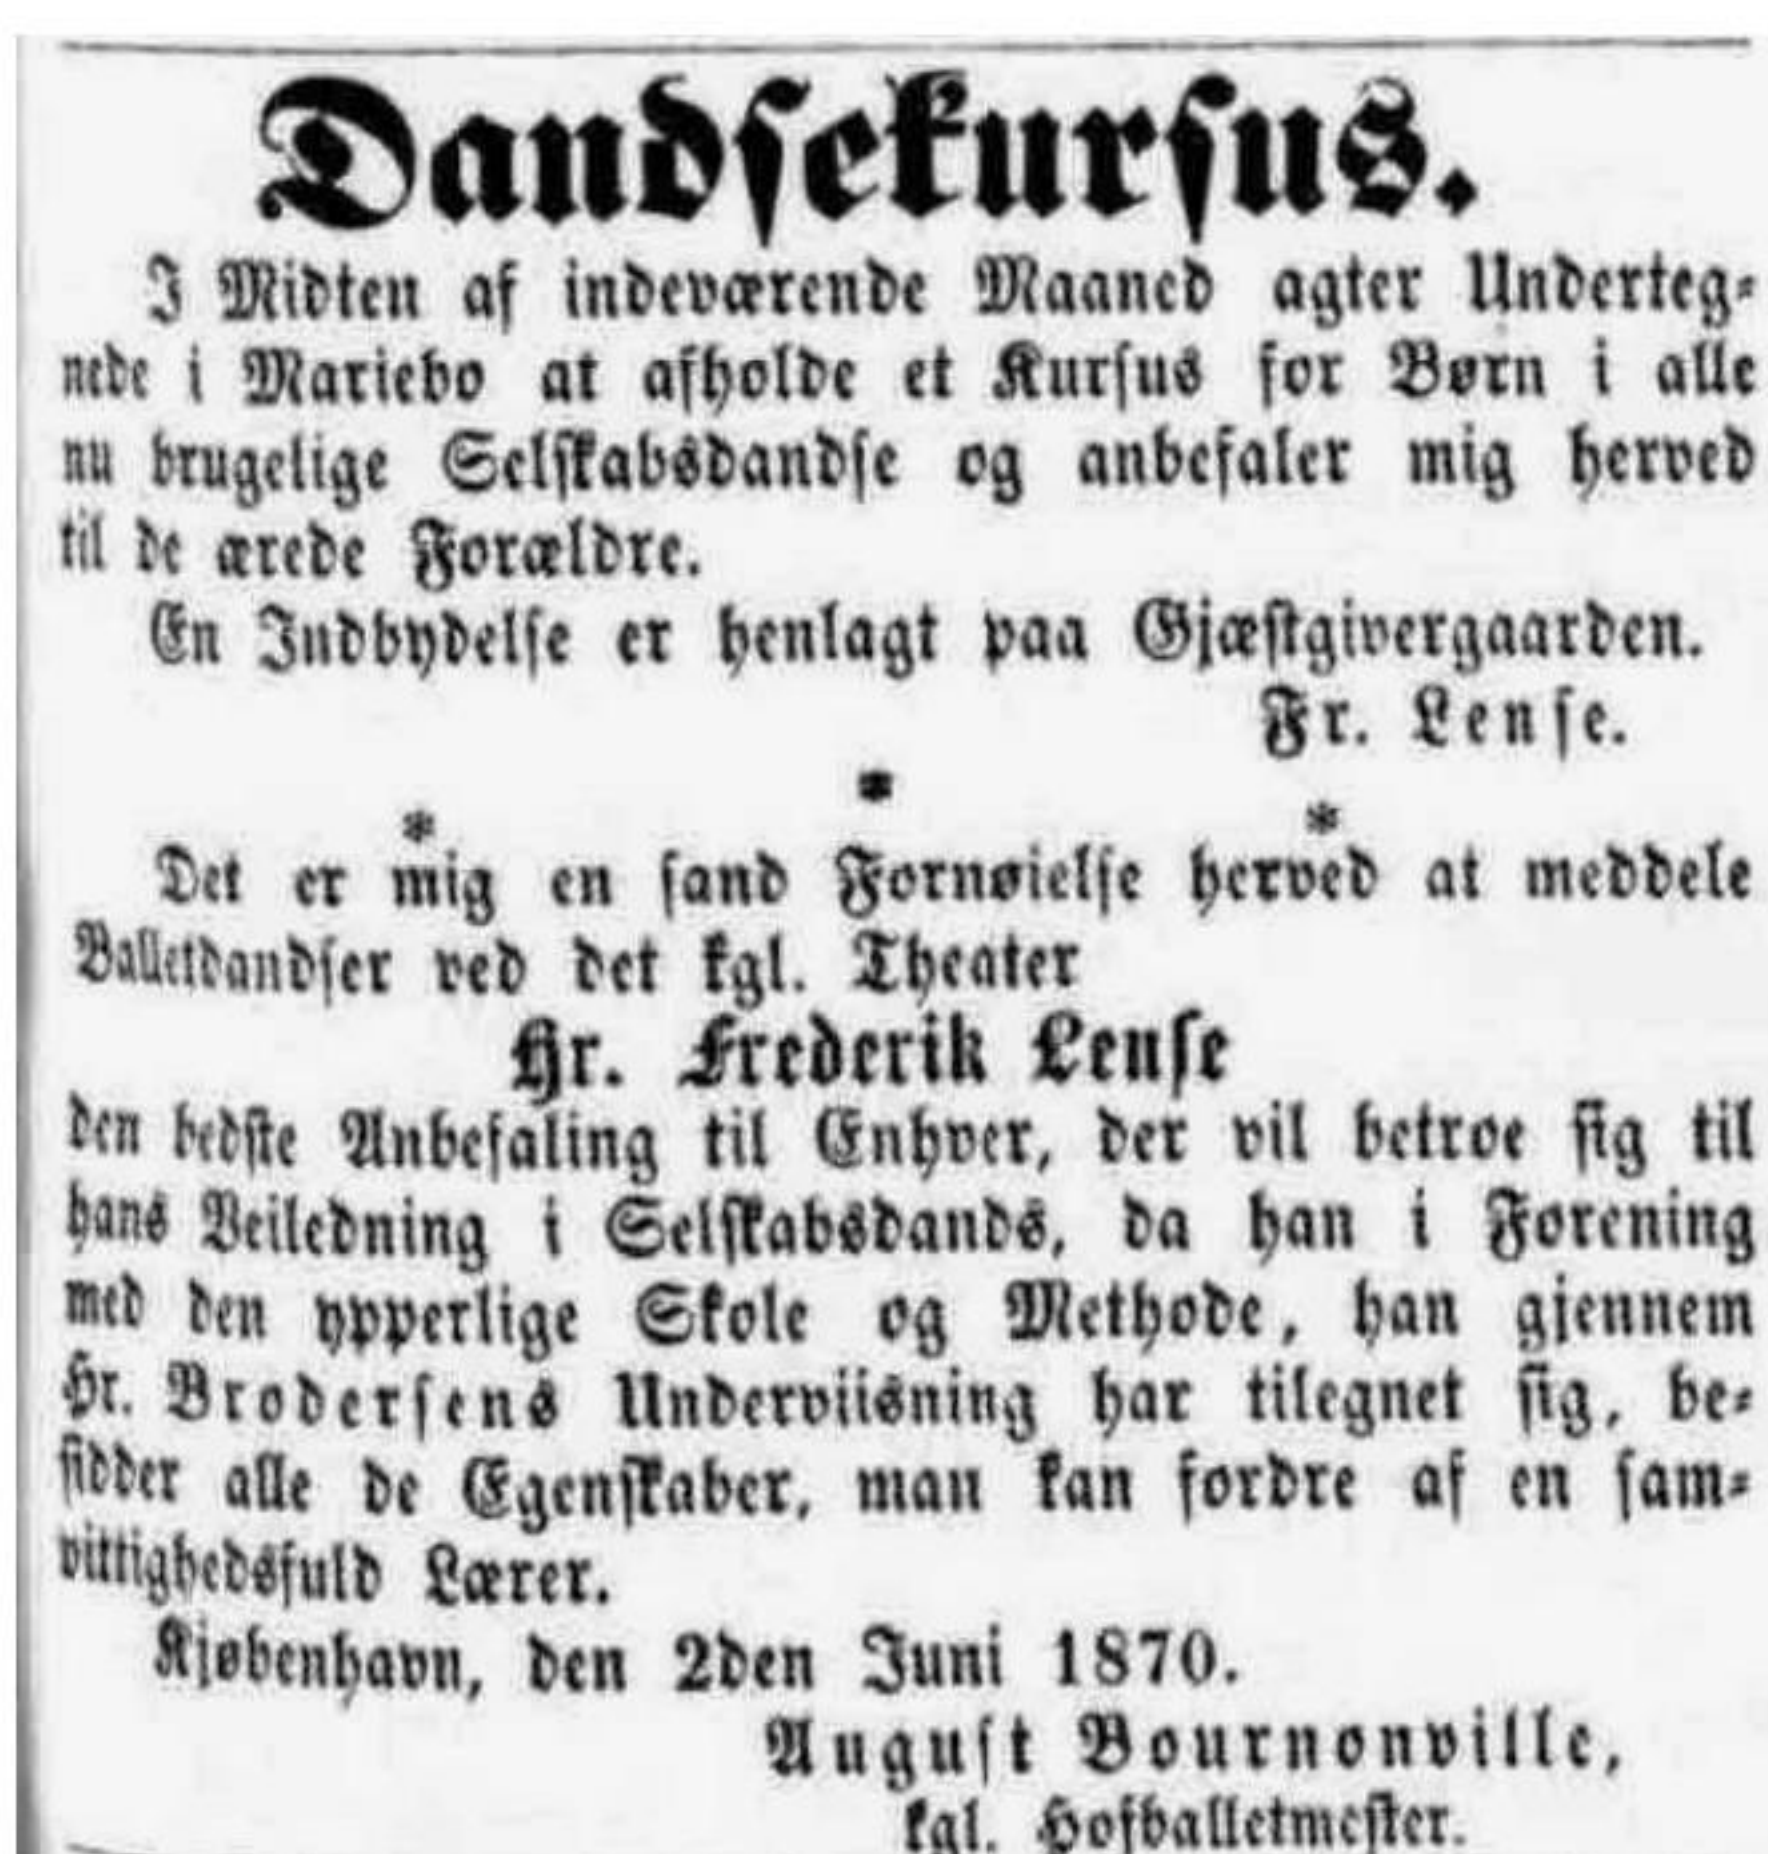 Dandsekursus.
I Midten af indeværende Maaned agter Underteg-
nede i Mariebo at afholde et Kursus for Børn i alle
nu brugelige Selskabsdandse og anbefaler mig herved
til de ærede Forældre.
En Indbydelse er henlagt paa Gjæstgivergaarden.
Fr. Lense.
*
* *
Det er mig en sand Fornøielse herved at meddele
Balletdandser ved det kgl. Theater
Hr. Frederik Lense
den bedste Anbefaling til Enhver, der vil betroe sig til
hans Veiledning i Selskabsdands, da han i Forening
med den ypperlige Skole og Methode, han gjennem
Hr. Brodersens Underviisning har tilegnet sig, be-
sidder alle de Egenskaber, man kan fordre af en sam-
vittighedsfuld Lærer.
Kjøbenhavn, den 2den Juni 1870.
August Bournonville,
kgl. Hofballetmester.